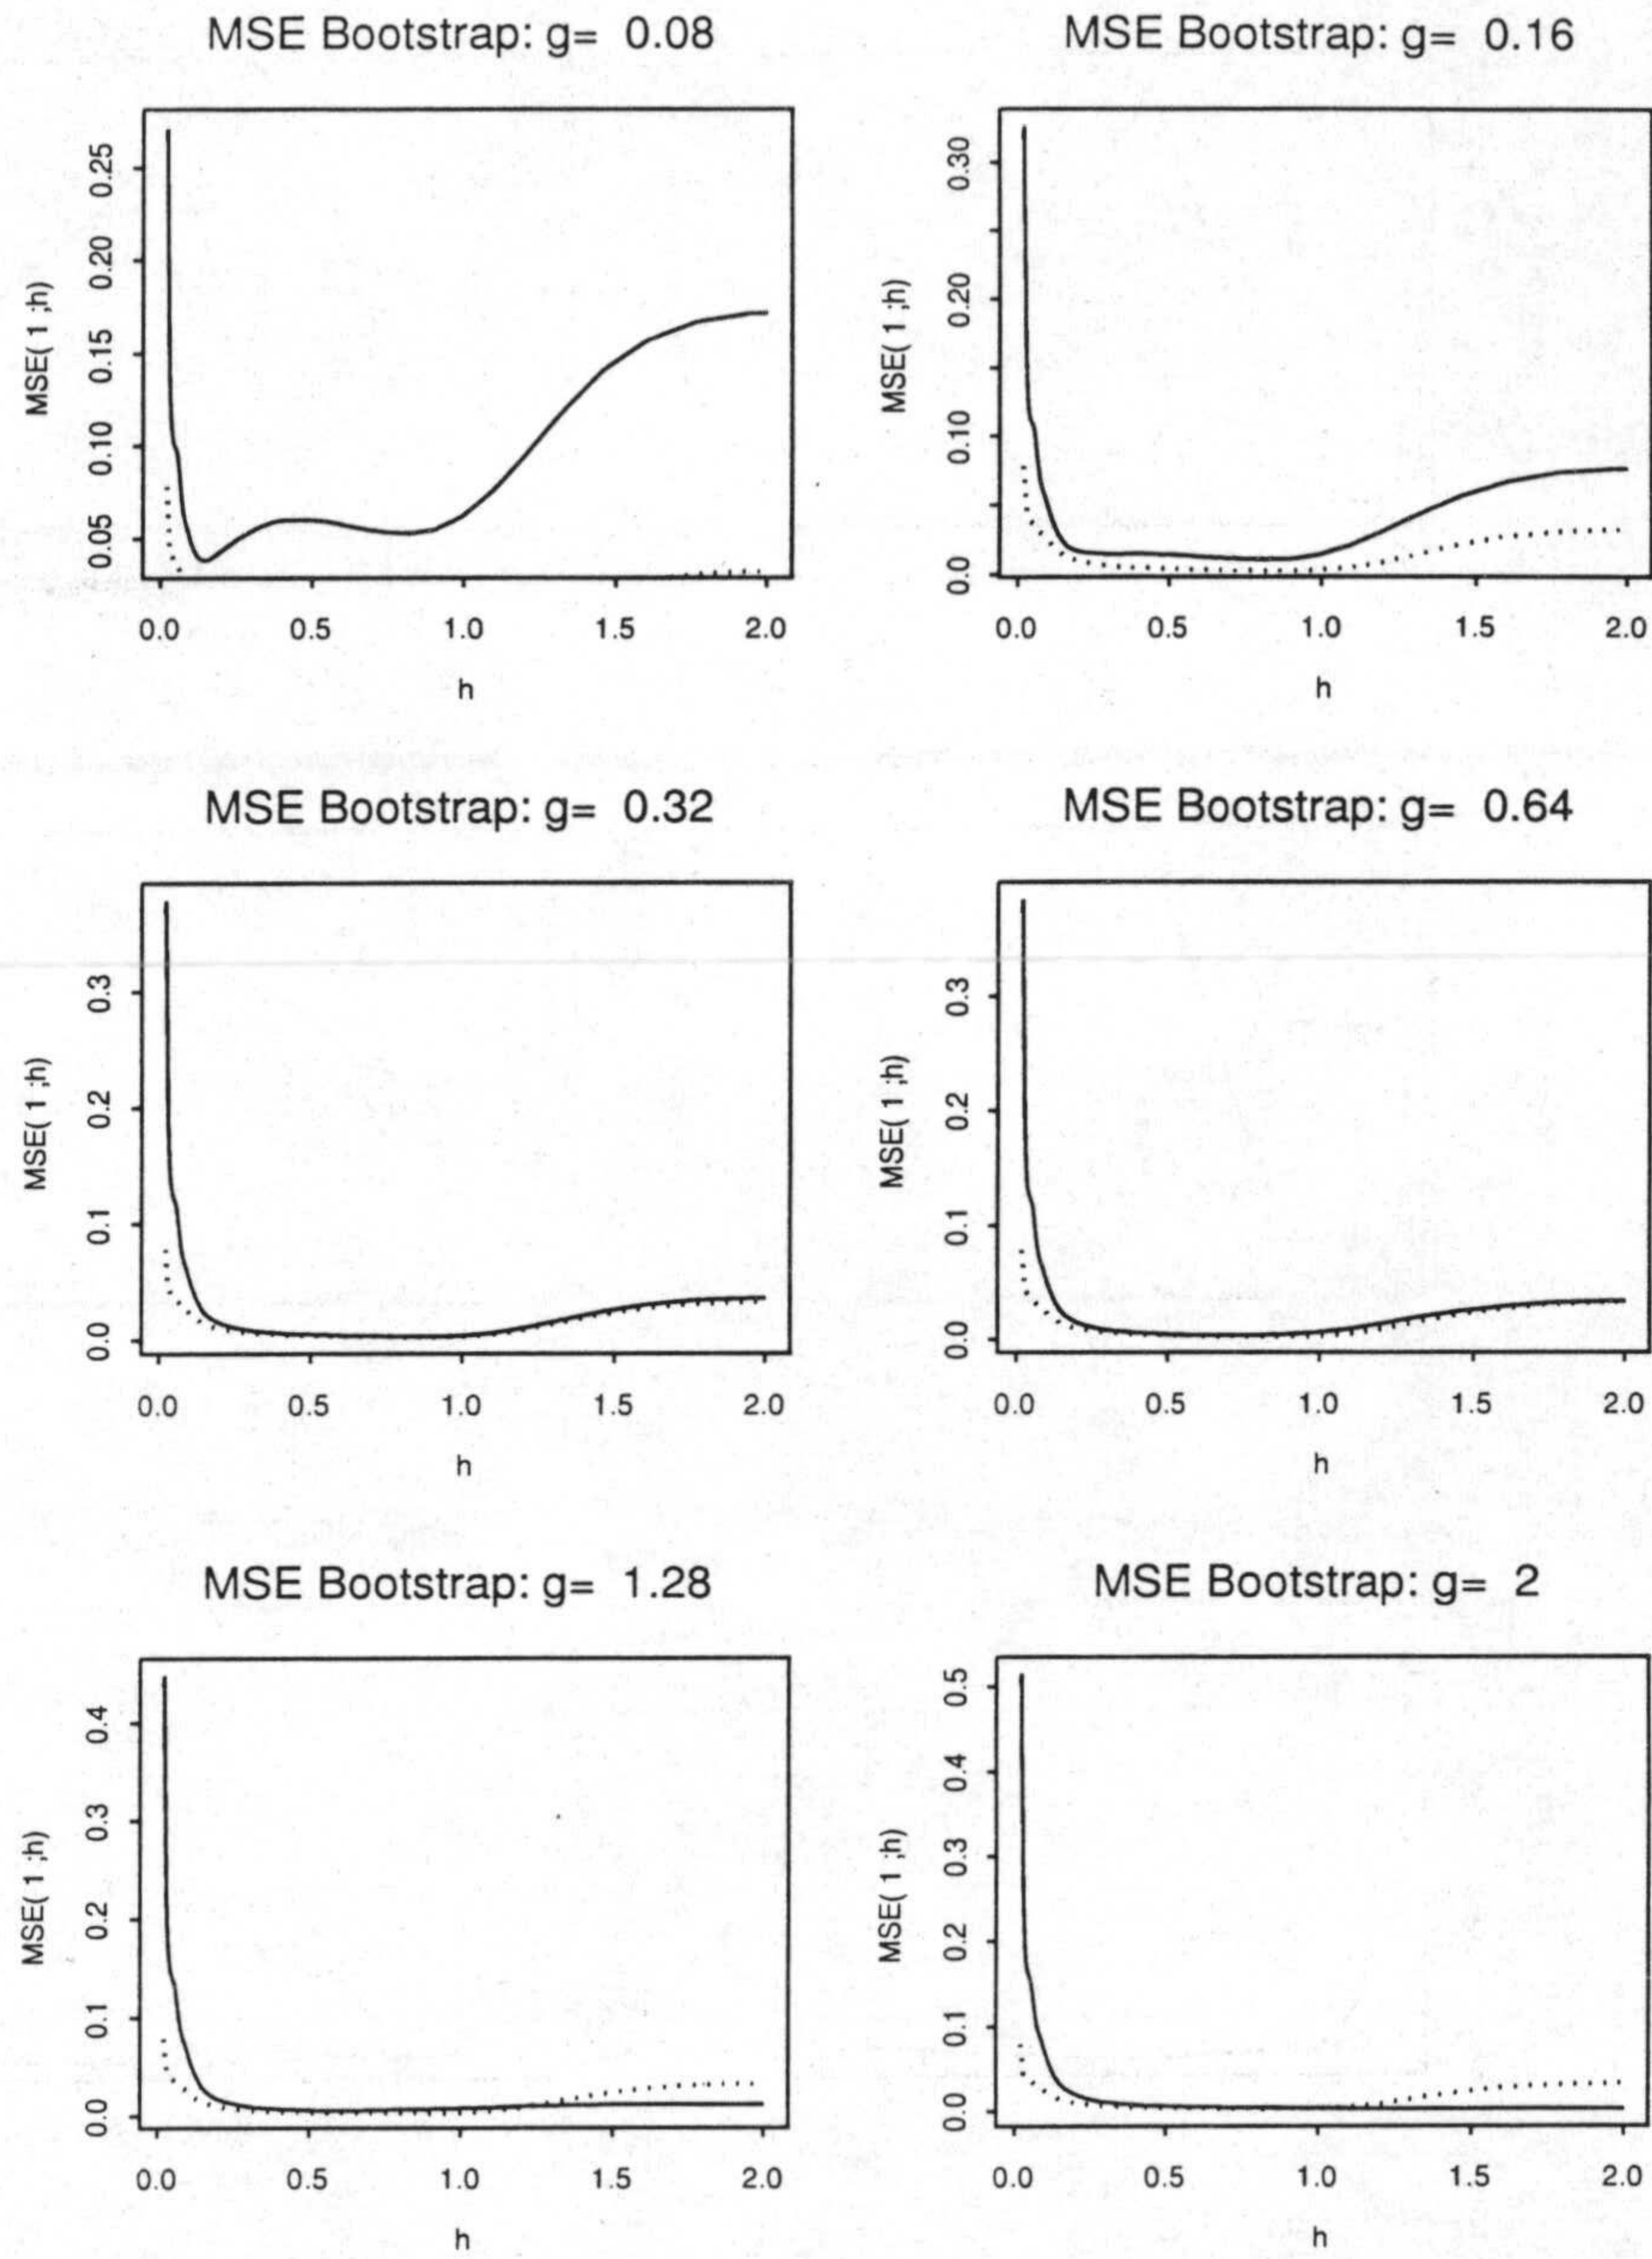 MSE Bootstrap: g= 0.08
MSE( 1 ;h)
0.25
0.20
0.15
0.10
0.05
0.0 0.5 1.0 1.5 2.0
h
MSE Bootstrap: g= 0.16
MSE( 1 ;h)
0.30
0.20
0.10
0.0
0.0 0.5 1.0 1.5 2.0
h
MSE Bootstrap: g= 0.32
MSE( 1 ;h)
0.3
0.2
0.1
0.0
0.0 0.5 1.0 1.5 2.0
h
MSE Bootstrap: g= 0.64
MSE( 1 ;h)
0.3
0.2
0.1
0.0
0.0 0.5 1.0 1.5 2.0
h
MSE Bootstrap: g= 1.28
MSE( 1 ;h)
0.4
0.3
0.2
0.1
0.0
0.0 0.5 1.0 1.5 2.0
h
MSE Bootstrap: g= 2
MSE( 1 ;h)
0.5
0.4
0.3
0.2
0.1
0.0
0.0 0.5 1.0 1.5 2.0
h